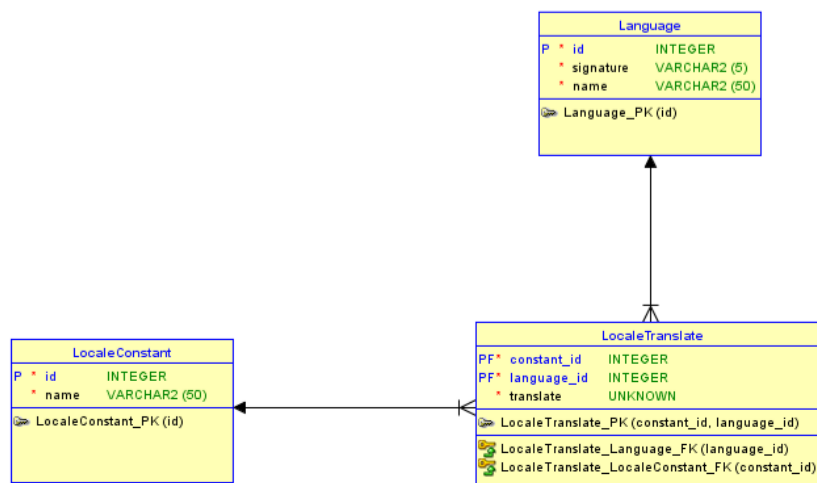 Language
P * id INTEGER
* signature VARCHAR2 (5)
* name VARCHAR2 (50)
Language_PK (id)
LocaleConstant
P * id INTEGER
* name VARCHAR2 (50)
LocaleConstant_PK (id)
LocaleTranslate
PF* constant_id INTEGER
PF* language_id INTEGER
* translate UNKNOWN
LocaleTranslate_PK (constant_id, language_id)
LocaleTranslate_Language_FK (language_id)
LocaleTranslate_LocaleConstant_FK (constant_id)